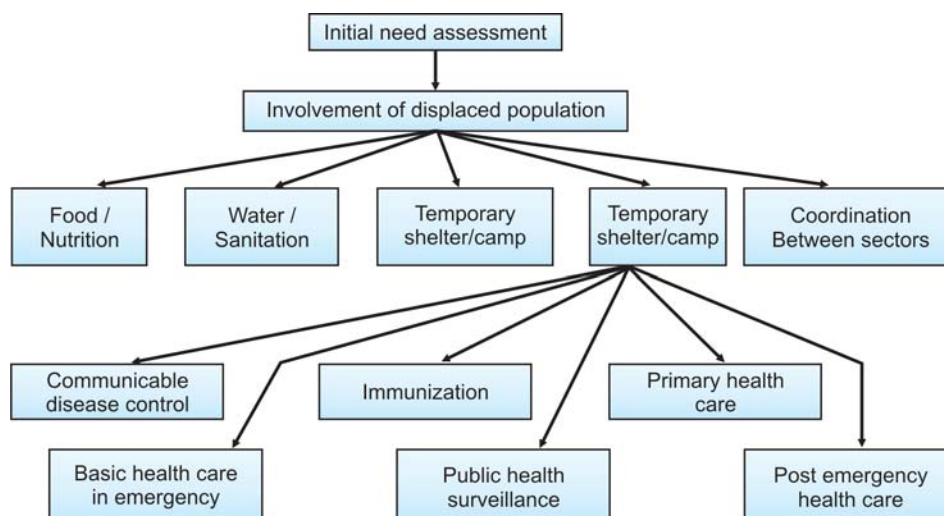 Initial need assessment
Involvement of displaced population
Food /
Nutrition
Water /
Sanitation
Temporary
shelter/camp
Temporary
shelter/camp
Coordination
Between sectors
Communicable
disease control
Immunization
Primary health
care
Basic health care
in emergency
Public health
surveillance
Post emergency
health care